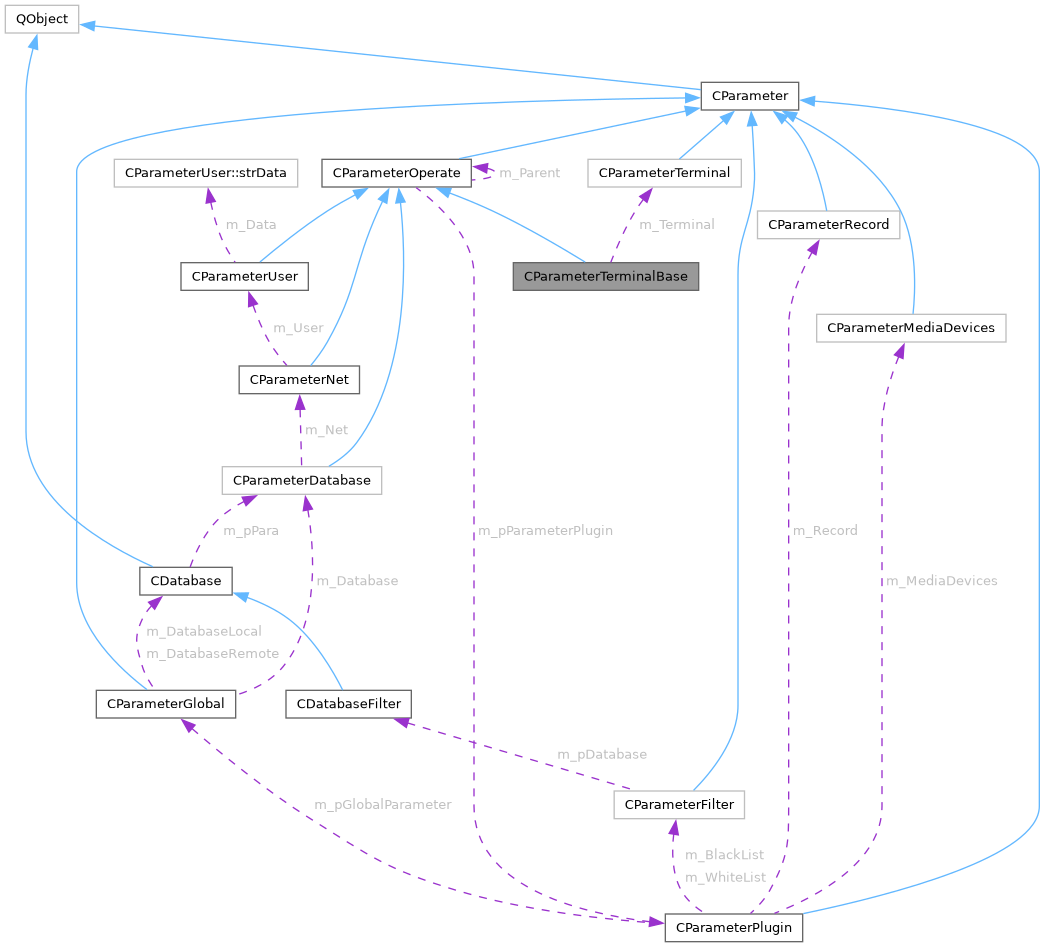 QObject
CParameter
CParameterUser::strData
CParameterOperate
m_Parent
CParameterTerminal
m_Data
m_Terminal
CParameterRecord
CParameterUser
CParameterTerminalBase
m_User
CParameterMediaDevices
CParameterNet
m_Net
CParameterDatabase
m_pPara
m_pParameterPlugin
m_Record
CDatabase
m_Database
m_MediaDevices
m_DatabaseLocal
m_DatabaseRemote
CParameterGlobal
CDatabaseFilter
m_pDatabase
m_pGlobalParameter
CParameterFilter
m_BlackList
m_WhiteList
CParameterPlugin